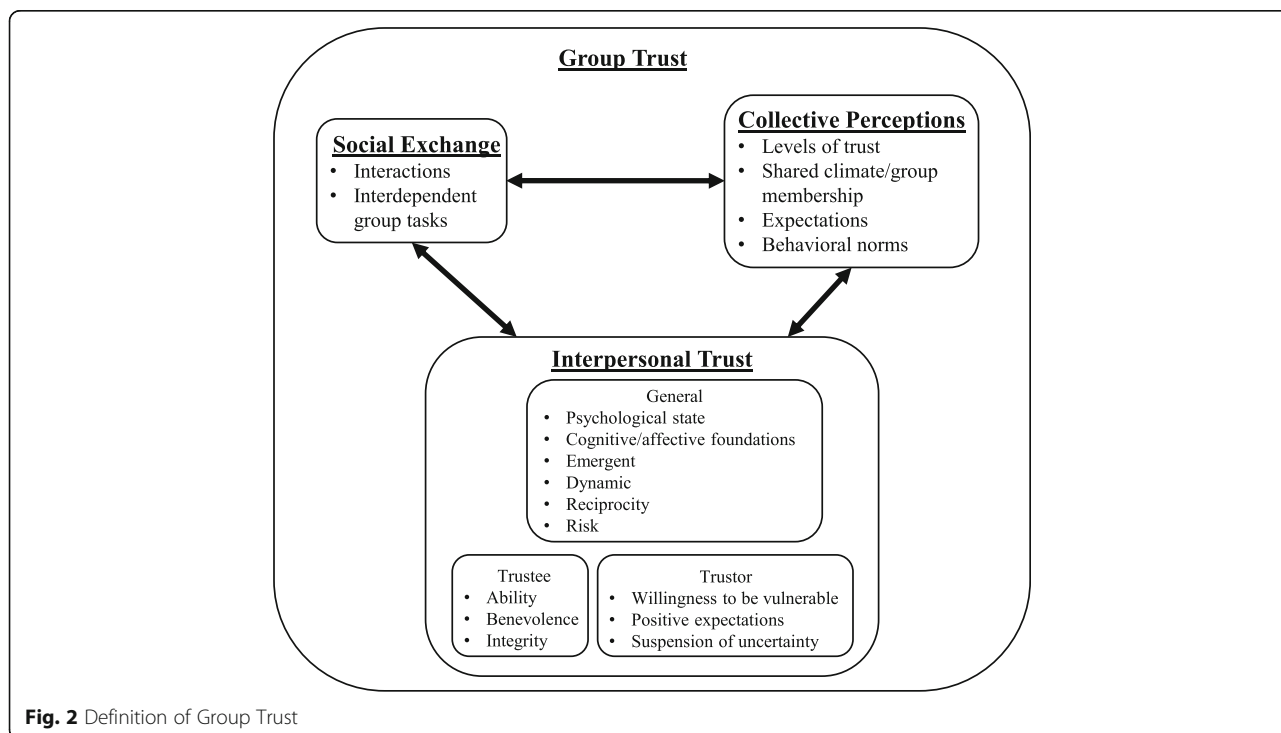 Group Trust
Social Exchange
• Interactions
• Interdependent
group tasks
Collective Perceptions
• Levels of trust
• Shared climate/group
membership
• Expectations
• Behavioral norms
Interpersonal Trust
General
• Psychological state
• Cognitive/affective foundations
• Emergent
• Dynamic
• Reciprocity
• Risk
Trustee
• Ability
• Benevolence
• Integrity
Trustor
• Willingness to be vulnerable
• Positive expectations
• Suspension of uncertainty
Fig. 2 Definition of Group Trust